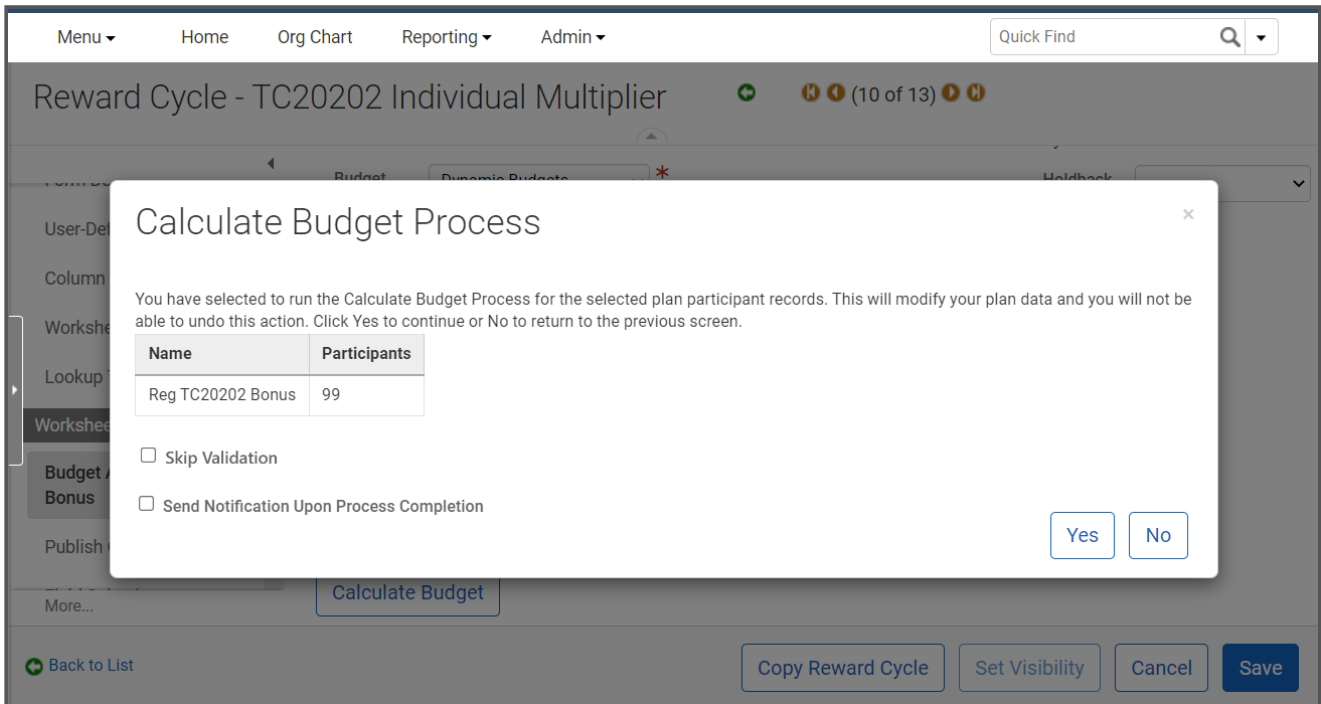 Menu Home Org Chart Reporting Admin Quick Find
Reward Cycle - TC20202 Individual Multiplier (10 of 13)
Budget Dynamic Budgets * Holdback
User-Def
Column
Workshe
Lookup
Workshee
Budget
Bonus
Publish
More...
Calculate Budget Process ×
You have selected to run the Calculate Budget Process for the selected plan participant records. This will modify your plan data and you will not be
able to undo this action. Click Yes to continue or No to return to the previous screen.
Name Participants
Reg TC20202 Bonus 99
Skip Validation
Send Notification Upon Process Completion
Yes No
Calculate Budget
Back to List Copy Reward Cycle Set Visibility Cancel Save